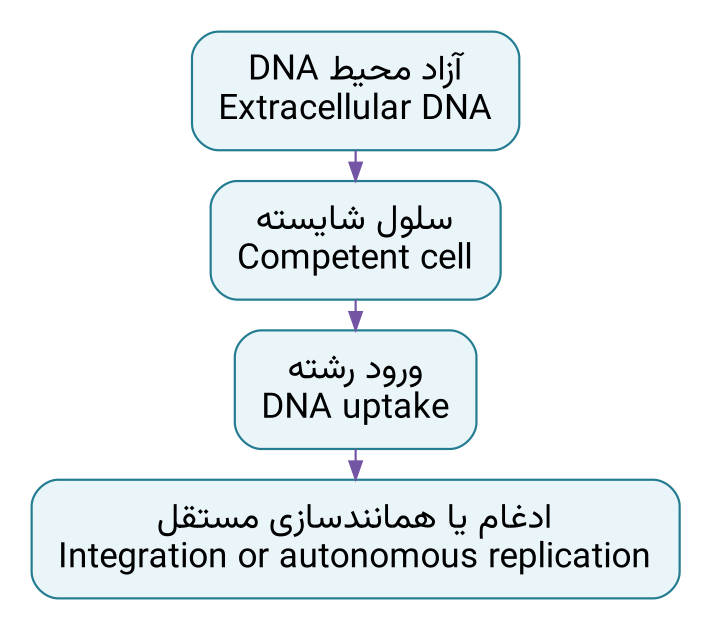 DNA آزاد محیط
Extracellular DNA
سلول شایسته
Competent cell
ورود رشته
DNA uptake
ادغام یا همانندسازی مستقل
Integration or autonomous replication